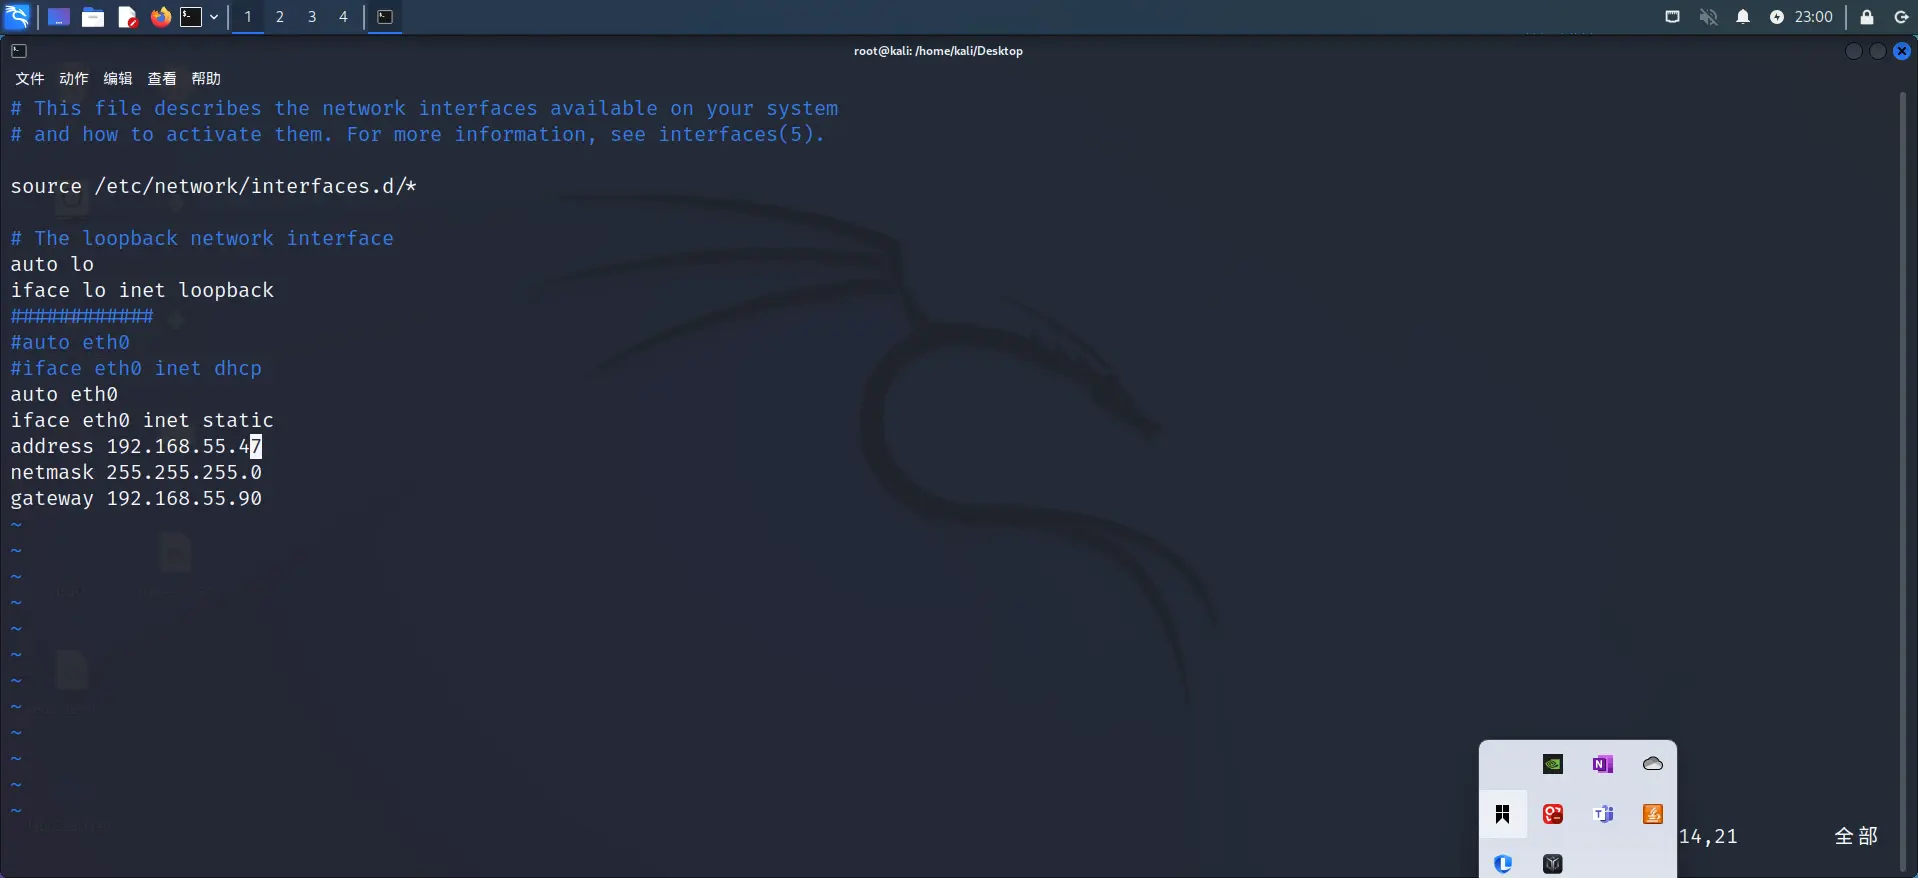 1 2 3 4
23:00
root@kali: /home/kali/Desktop
文件 动作 编辑 查看 帮助
# This file describes the network interfaces available on your system
# and how to activate them. For more information, see interfaces(5).
source /etc/network/interfaces.d/*
# The loopback network interface
auto lo
iface lo inet loopback
############
#auto eth0
#iface eth0 inet dhcp
auto eth0
iface eth0 inet static
address 192.168.55.47
netmask 255.255.255.0
gateway 192.168.55.90
~
~
~
~
~
~
~
~
~
~
~
~
14,21 全部